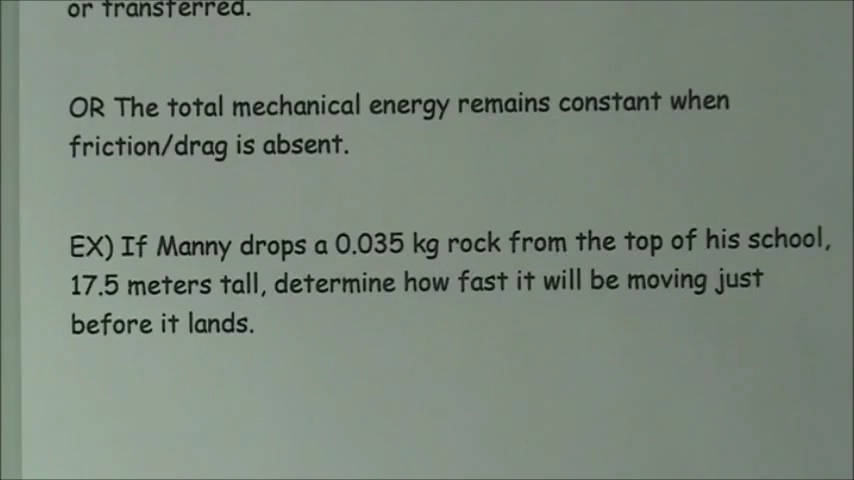 or transferred.
OR The total mechanical energy remains constant when
friction/drag is absent.
EX) If Manny drops a 0.035 kg rock from the top of his school,
17.5 meters tall, determine how fast it will be moving just
before it lands.